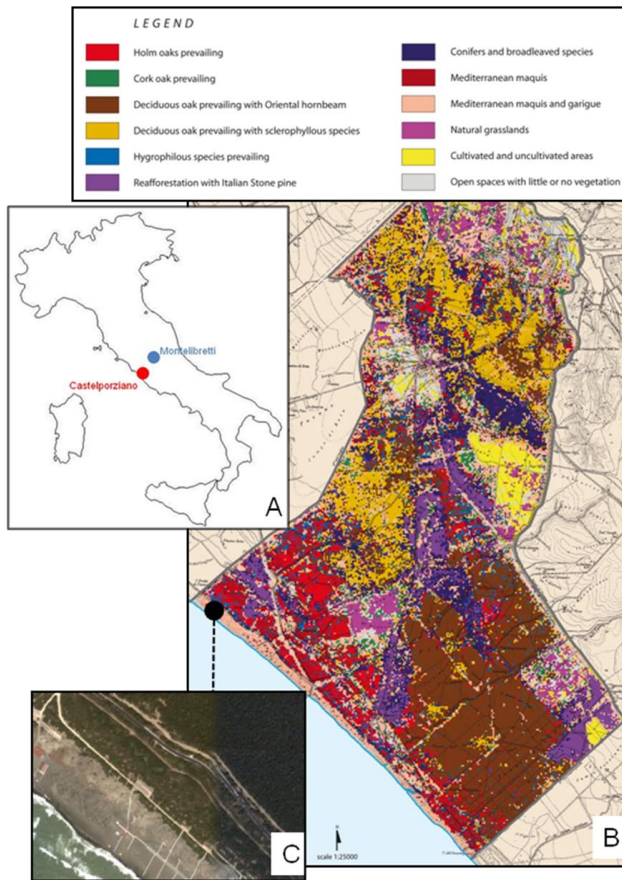 LEGEND
Holm oaks prevailing
Cork oak prevailing
Deciduous oak prevailing with Oriental hornbeam
Deciduous oak prevailing with sclerophyllous species
Hygrophilous species prevailing
Reafforestation with Italian Stone pine
Conifers and broadleaved species
Mediterranean maquis
Mediterranean maquis and garigue
Natural grasslands
Cultivated and uncultivated areas
Open spaces with little or no vegetation
Montelibretti
Castelporziano
A
N
scale 1:25000
B
C